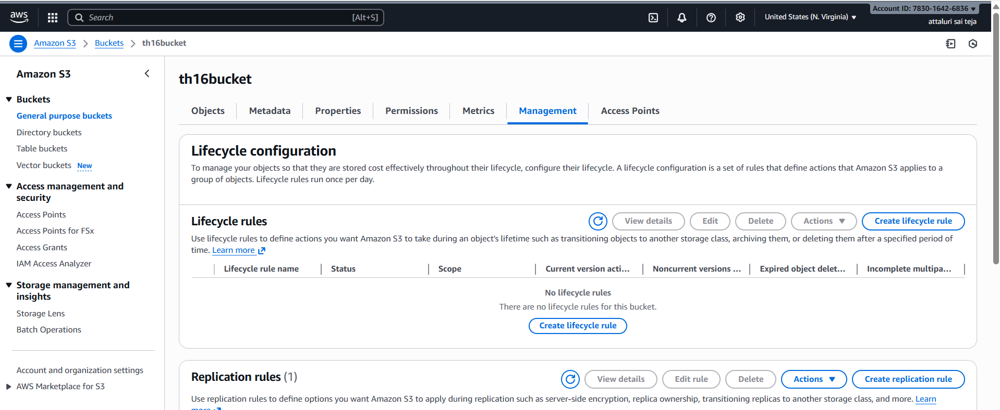 aws
Search
[Alt+S]
United States (N. Virginia)
Account ID: 7830-1642-6836
attaluri sai teja
Amazon S3
Buckets
th16bucket
Amazon S3
Buckets
General purpose buckets
Directory buckets
Table buckets
Vector buckets New
Access management and
security
Access Points
Access Points for FSx
Access Grants
IAM Access Analyzer
Storage management and
insights
Storage Lens
Batch Operations
Account and organization settings
AWS Marketplace for S3
th16bucket
Objects
Metadata
Properties
Permissions
Metrics
Management
Access Points
Lifecycle configuration
To manage your objects so that they are stored cost effectively throughout their lifecycle, configure their lifecycle. A lifecycle configuration is a set of rules that define actions that Amazon S3 applies to a
group of objects. Lifecycle rules run once per day.
Lifecycle rules
View details
Edit
Delete
Actions
Create lifecycle rule
Use lifecycle rules to define actions you want Amazon S3 to take during an object's lifetime such as transitioning objects to another storage class, archiving them, or deleting them after a specified period of
time. Learn more
Lifecycle rule name
Status
Scope
Current version acti...
Noncurrent versions ...
Expired object delet...
Incomplete multipa...
No lifecycle rules
There are no lifecycle rules for this bucket.
Create lifecycle rule
Replication rules (1)
View details
Edit rule
Delete
Actions
Create replication rule
Use replication rules to define options you want Amazon S3 to apply during replication such as server-side encryption, replica ownership, transitioning replicas to another storage class, and more. Learn
more